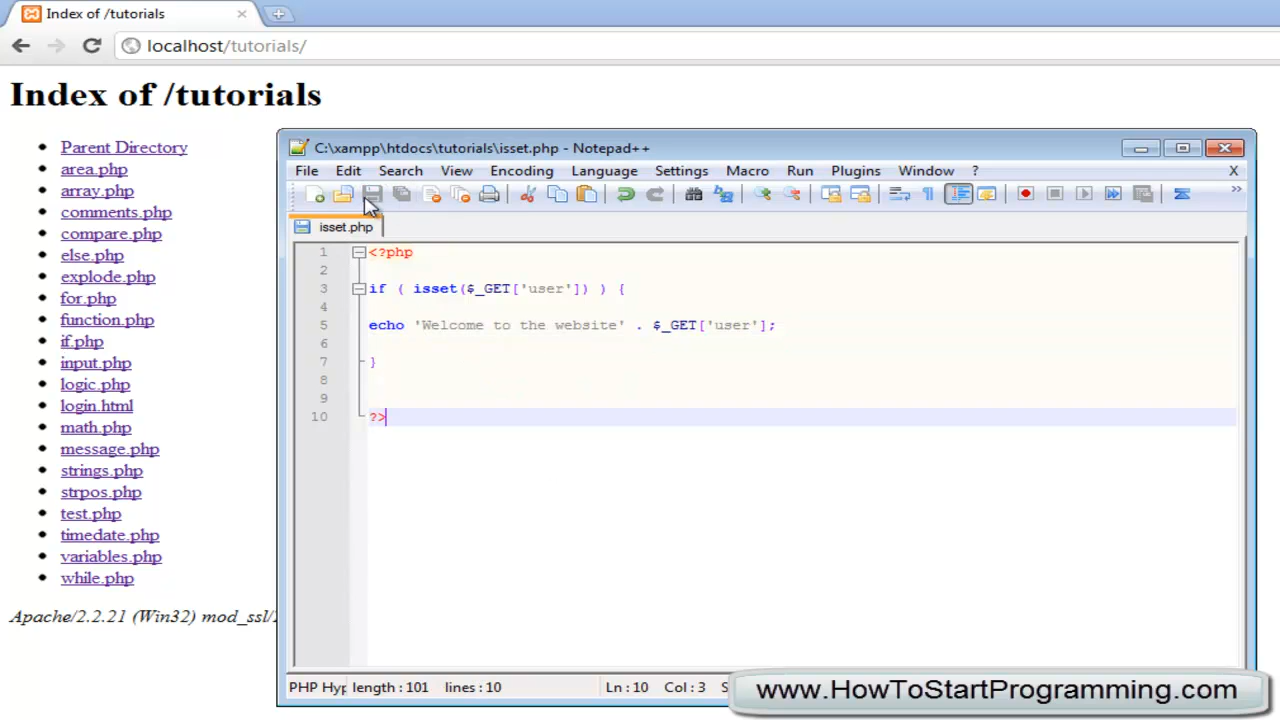 Index of /tutorials
localhost/tutorials/
Index of /tutorials
Parent Directory
area.php
array.php
comments.php
compare.php
else.php
explode.php
for.php
function.php
if.php
input.php
logic.php
login.html
math.php
message.php
strings.php
strpos.php
test.php
timedate.php
variables.php
while.php
Apache/2.2.21 (Win32) mod_ssl/
C:\xampp\htdocs\tutorials\isset.php - Notepad++
File Edit Search View Encoding Language Settings Macro Run Plugins Window ? X
isset.php
1 <?php
2
3 if ( isset($_GET['user']) ) {
4
5 echo 'Welcome to the website' . $_GET['user'];
6
7 }
8
9
10 ?>
PHP Hyp length : 101 lines : 10 Ln : 10 Col : 3 S
www.HowToStartProgramming.com